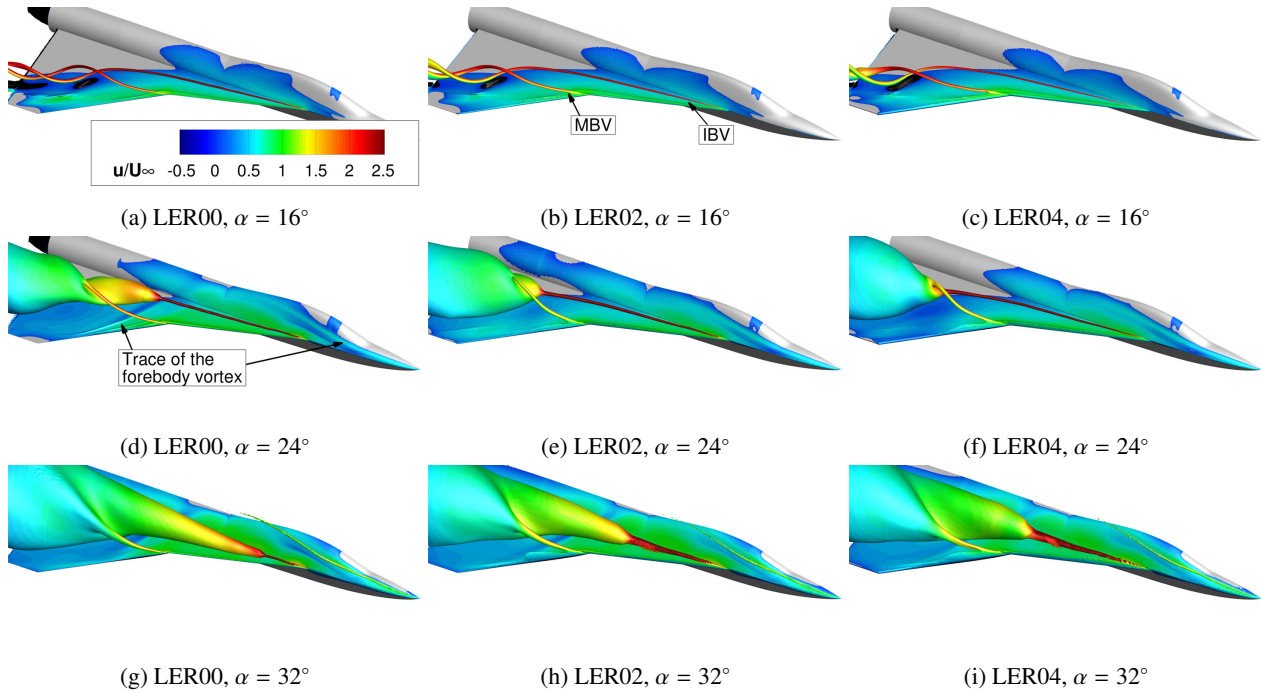 MBV
IBV
u/U∞ -0.5 0 0.5 1 1.5 2 2.5
(a) LER00, α = 16°
(b) LER02, α = 16°
(c) LER04, α = 16°
Trace of the
forebody vortex
(d) LER00, α = 24°
(e) LER02, α = 24°
(f) LER04, α = 24°
(g) LER00, α = 32°
(h) LER02, α = 32°
(i) LER04, α = 32°